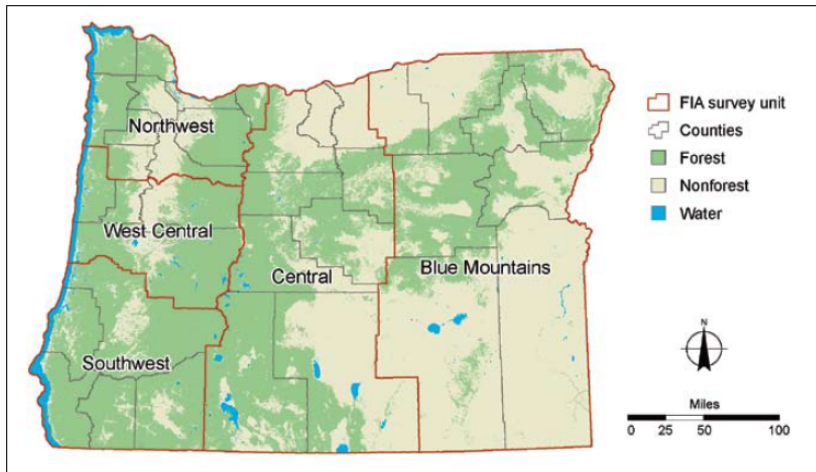 Northwest
West Central
Central
Blue Mountains
Southwest
FIA survey unit
Counties
Forest
Nonforest
Water
N
Miles
0 25 50 100